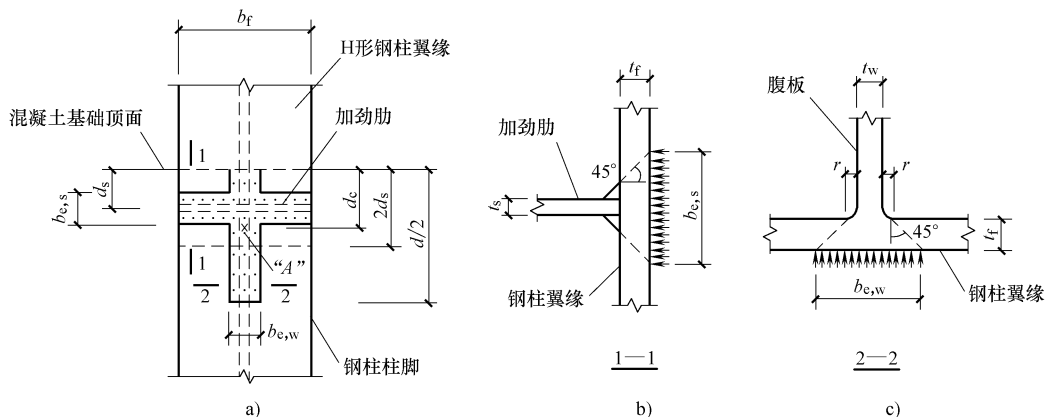 b_f
H形钢柱翼缘
混凝土基础顶面
加劲肋
1
d_s
b_e,s
d_c
2d_s
d/2
1
“A”
2
2
b_e,w
钢柱柱脚
a)
t_f
加劲肋
45°
t_s
b_e,s
钢柱翼缘
1—1
b)
t_w
腹板
r
r
45°
t_f
b_e,w
钢柱翼缘
2—2
c)